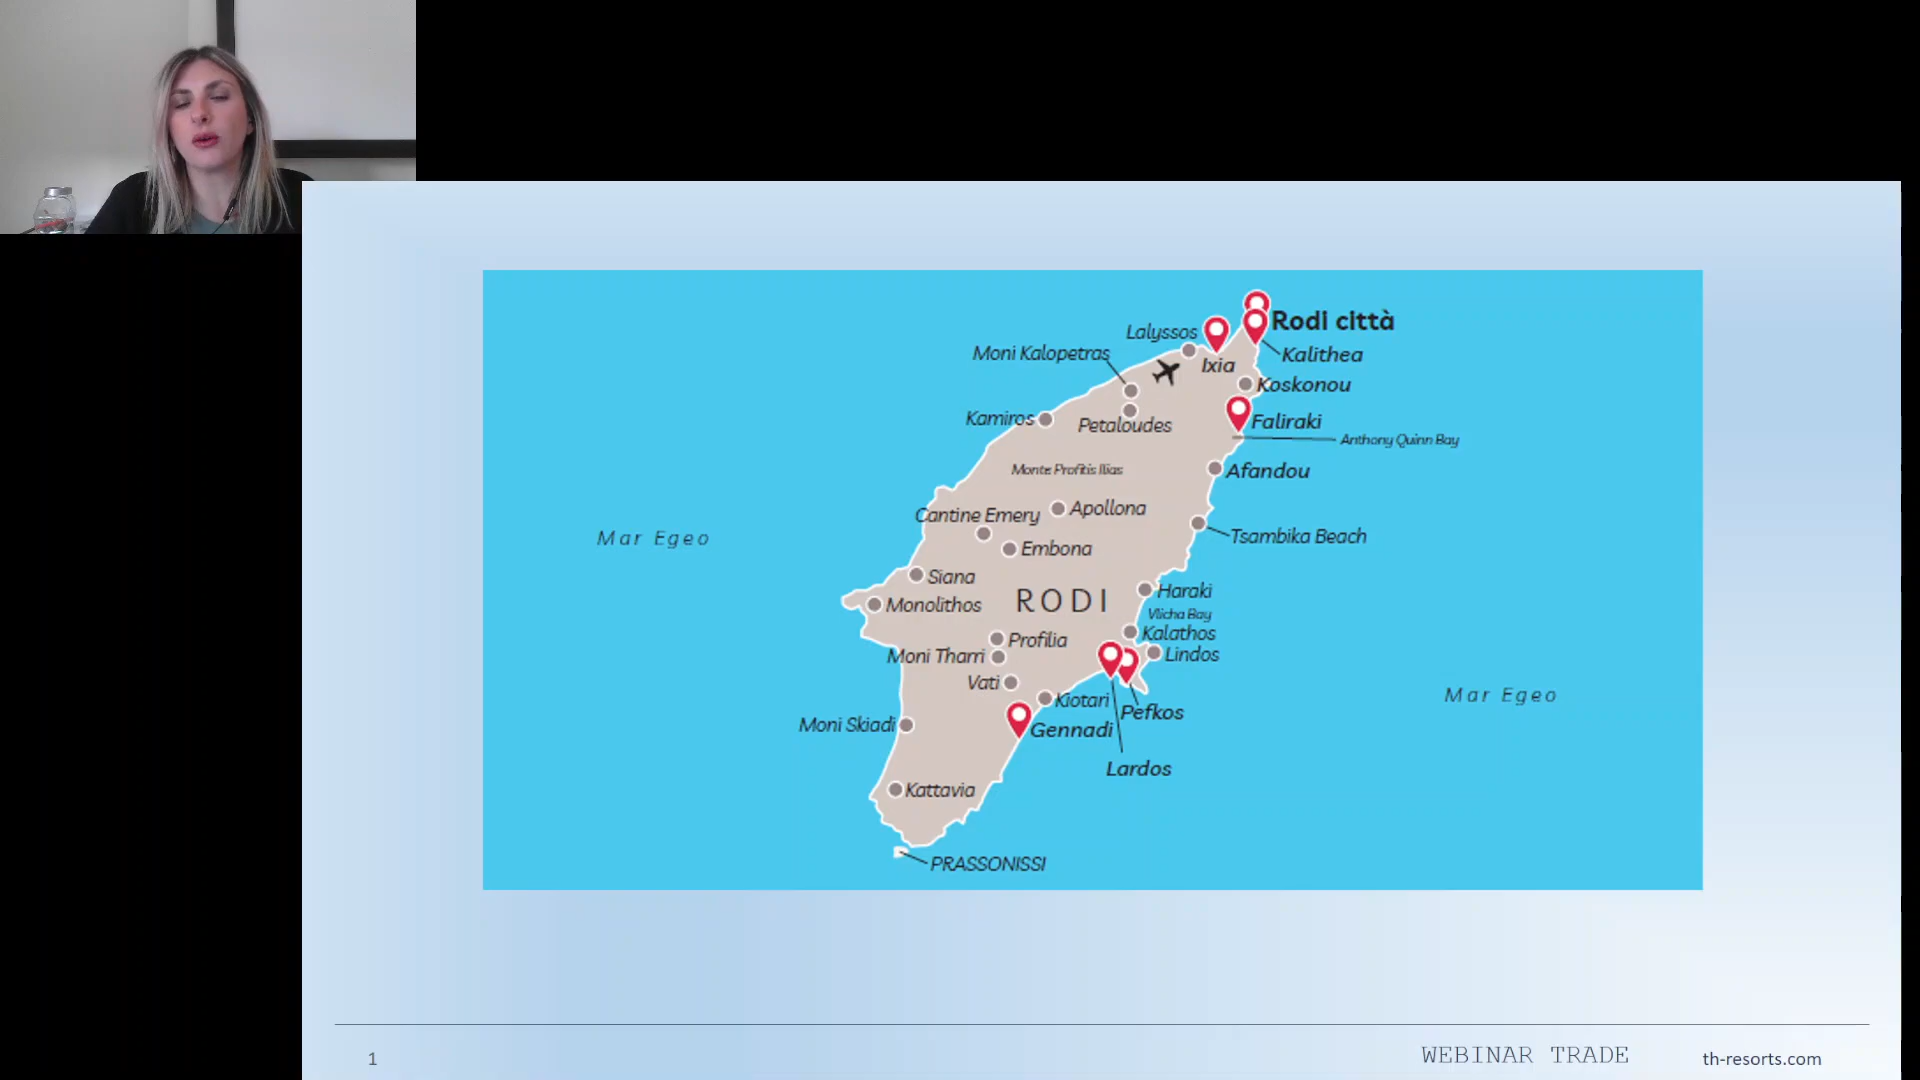 Rodi città
Lalyssos
Moni Kalopetras
Kalithea
Ixia
Koskonou
Kamiros
Petaloudes
Faliraki
Anthony Quinn Bay
Monte Profitis Ilias
Afandou
Cantine Emery
Apollona
Mar Egeo
Tsambika Beach
Embona
Siana
Haraki
RODI
Monolithos
Vlicha Bay
Kalathos
Profilia
Moni Tharri
Lindos
Vati
Mar Egeo
Kiotari
Pefkos
Moni Skiadi
Gennadi
Lardos
Kattavia
PRASSONISSI
1
WEBINAR TRADE
th-resorts.com